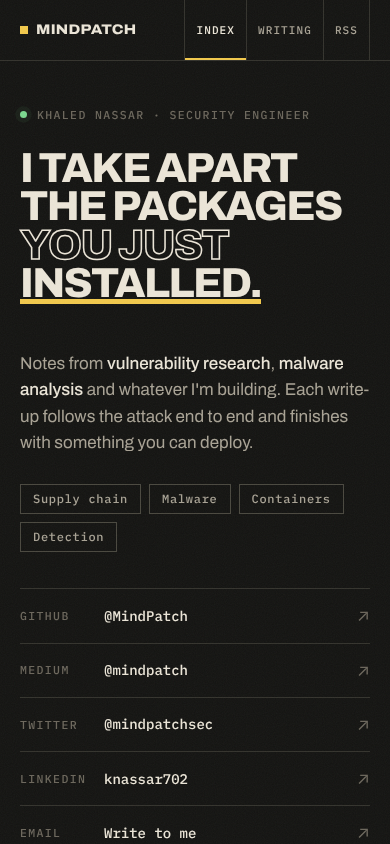 MINDPATCH
INDEX
WRITING
RSS
KHALED NASSAR · SECURITY ENGINEER
I TAKE APART
THE PACKAGES
YOU JUST
INSTALLED.
Notes from vulnerability research, malware
analysis and whatever I'm building. Each write-
up follows the attack end to end and finishes
with something you can deploy.
Supply chain
Malware
Containers
Detection
GITHUB @MindPatch
MEDIUM @mindpatch
TWITTER @mindpatchsec
LINKEDIN knassar702
EMAIL Write to me